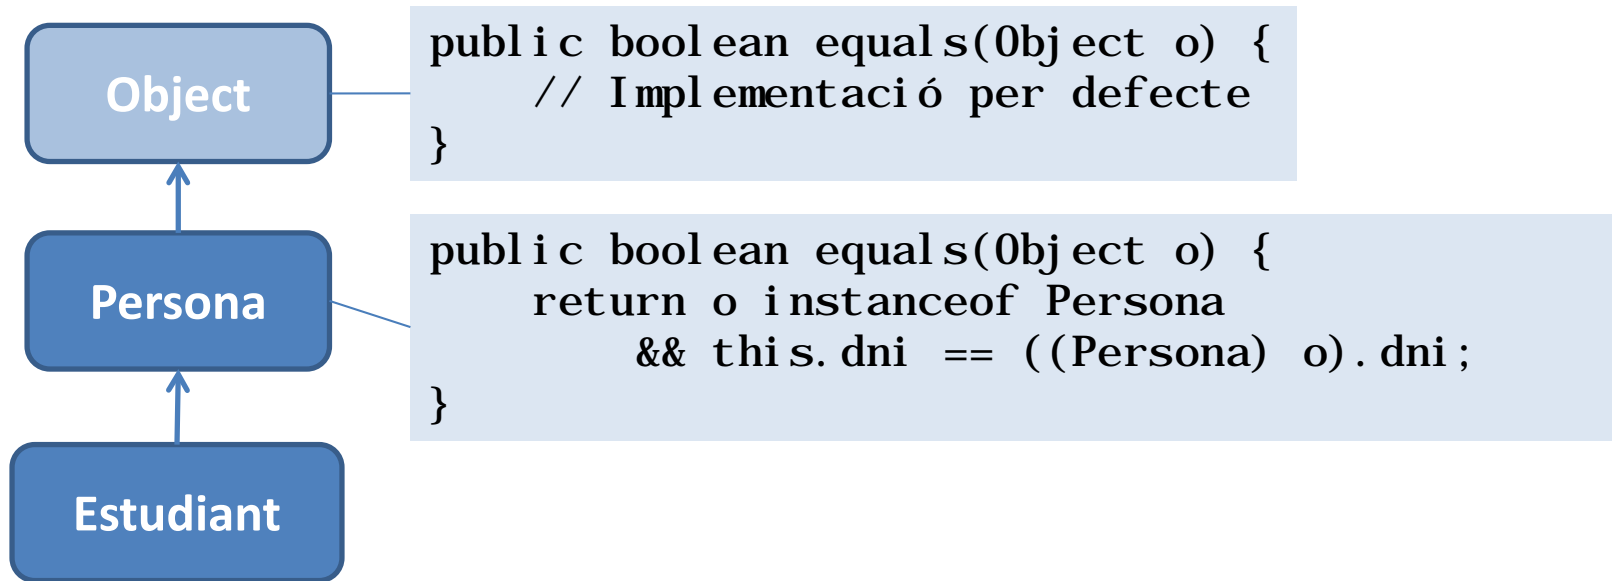 Object
public boolean equals(Object o) {
    // Implementació per defecte
}
Persona
public boolean equals(Object o) {
    return o instanceof Persona
        && this.dni == ((Persona) o).dni;
}
Estudiant